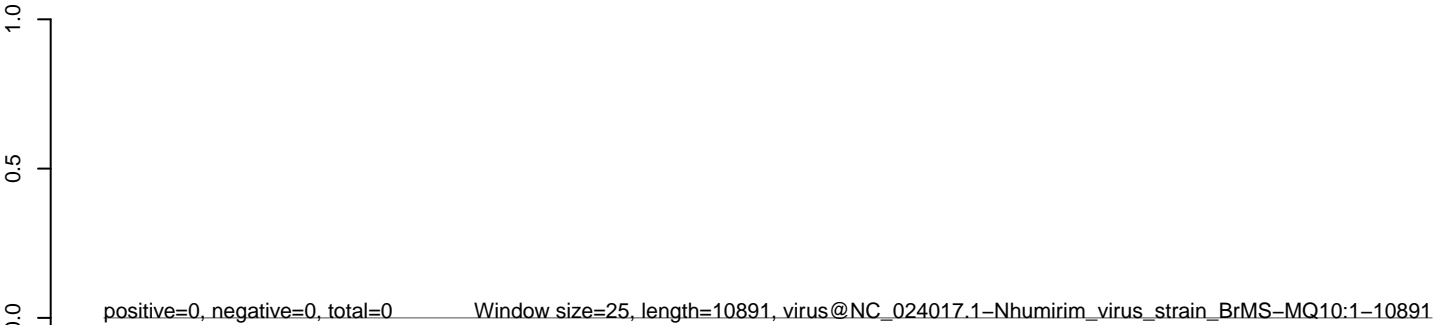 1.0
0.5
0.0
positive=0, negative=0, total=0 Window size=25, length=10891, virus@NC_024017.1−Nhumirim_virus_strain_BrMS−MQ10:1−10891